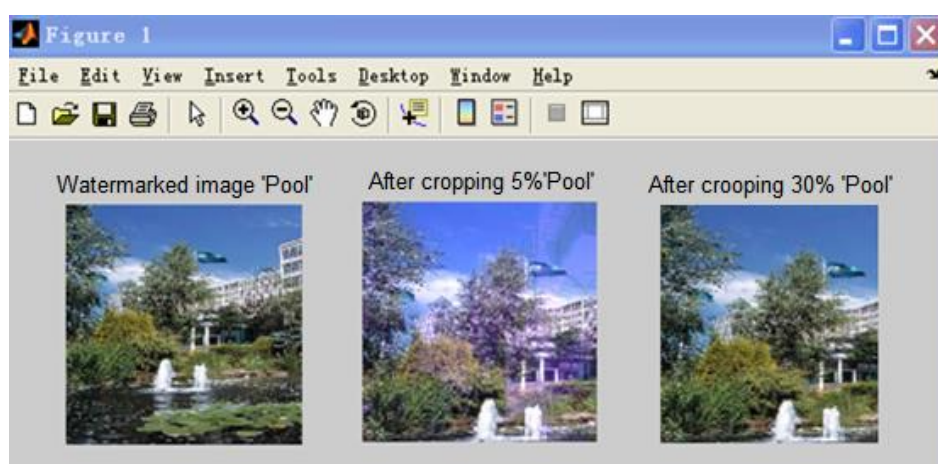 Figure 1
File Edit View Insert Tools Desktop Window Help
Watermarked image 'Pool'
After cropping 5%'Pool'
After crooping 30% 'Pool'